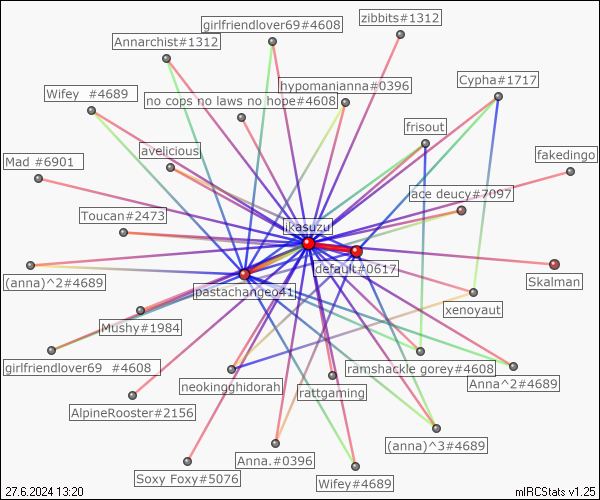 zibbits#1312
girlfriendlover69#4608
Annarchist#1312
Cypha#1717
hypomanianna#0396
Wifey  #4689
no cops no laws no hope#4608
frisout
avelicious
fakedingo
Mad #6901
ace deucy#7097
Toucan#2473
ikasuzu
default#0617
(anna)^2#4689
Skalman
pastachangeo41
xenoyaut
Mushy#1984
girlfriendlover69  #4608
ramshackle gorey#4608
neokingghidorah
Anna^2#4689
rattgaming
AlpineRooster#2156
(anna)^3#4689
Anna.#0396
Soxy Foxy#5076
Wifey#4689
27.6.2024 13:20
mIRCStats v1.25